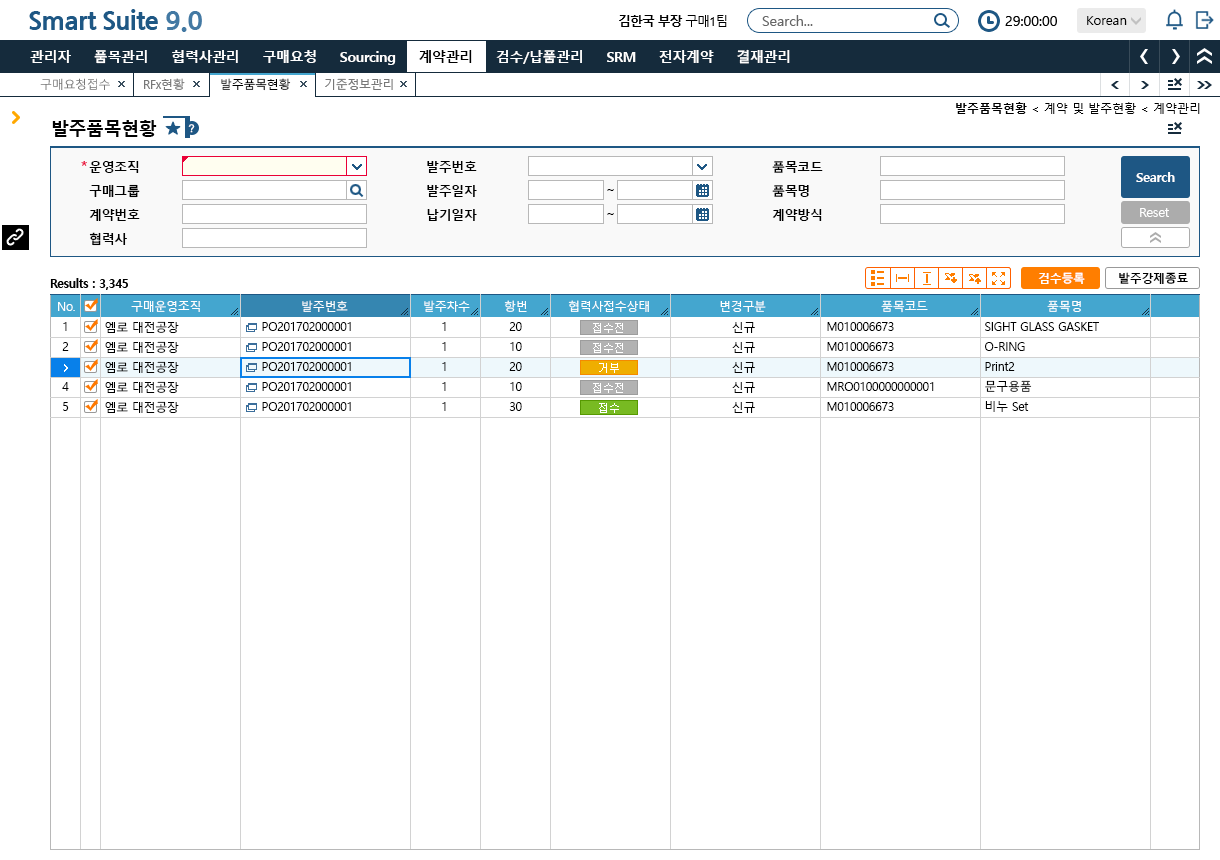 Smart Suite 9.0
김한국 부장 구매1팀
Search...
29:00:00
Korean
관리자 품목관리 협력사관리 구매요청 Sourcing 계약관리 검수/납품관리 SRM 전자계약 결재관리
구매요청접수 RFx현황 발주품목현황 기준정보관리
발주품목현황 < 계약 및 발주현황 < 계약관리
발주품목현황
*운영조직 발주번호 품목코드
구매그룹 발주일자 ~ 품목명
계약번호 납기일자 ~ 계약방식
협력사
Search
Reset
Results : 3,345
검수등록 발주강제종료
No. 구매운영조직 발주번호 발주차수 항번 협력사접수상태 변경구분 품목코드 품목명
1 엠로 대전공장 PO201702000001 1 20 접수전 신규 M010006673 SIGHT GLASS GASKET
2 엠로 대전공장 PO201702000001 1 10 접수전 신규 M010006673 O-RING
엠로 대전공장 PO201702000001 1 20 거부 신규 M010006673 Print2
4 엠로 대전공장 PO201702000001 1 10 접수전 신규 MRO0100000000001 문구용품
5 엠로 대전공장 PO201702000001 1 30 접수 신규 M010006673 비누 Set